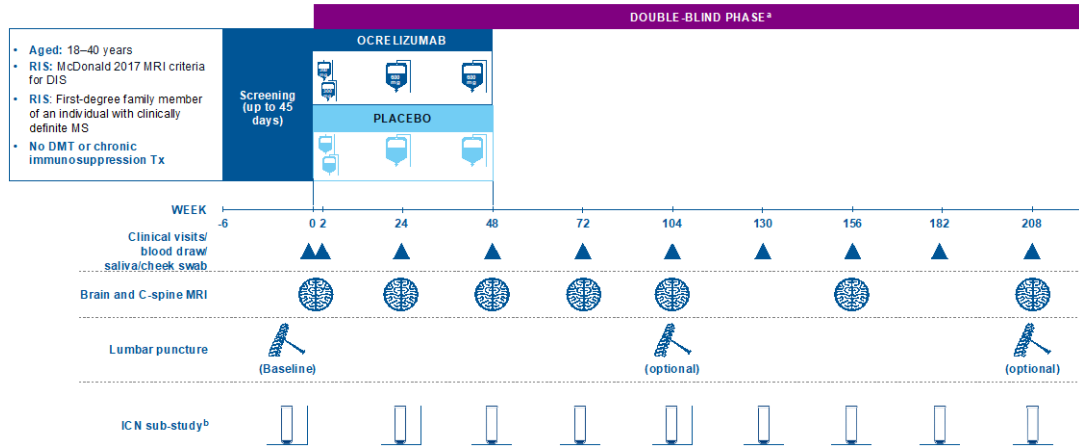 DOUBLE-BLIND PHASEᵃ
• Aged: 18–40 years
• RIS: McDonald 2017 MRI criteria
for DIS
• RIS: First-degree family member
of an individual with clinically
definite MS
• No DMT or chronic
immunosuppression Tx
Screening
(up to 45
days)
OCRELIZUMAB
PLACEBO
WEEK
-6 0 2 24 48 72 104 130 156 182 208
Clinical visits/
blood draw/
saliva/cheek swab
Brain and C-spine MRI
Lumbar puncture
(Baseline) (optional) (optional)
ICN sub-studyᵇ